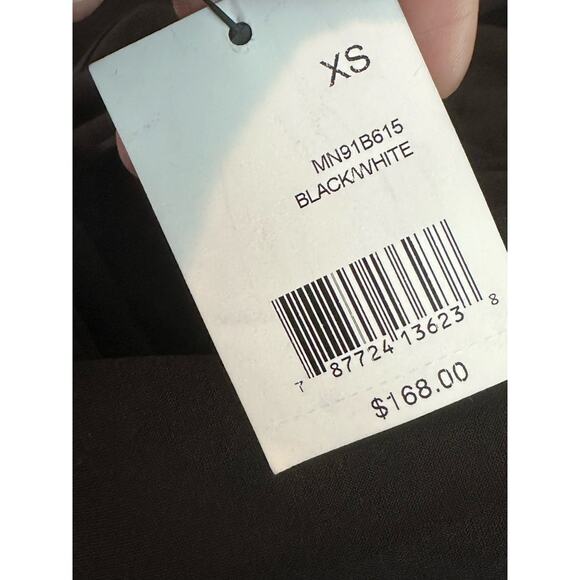 XS
MN91B615
BLACK/WHITE
7 87724 13623 8
$168.00